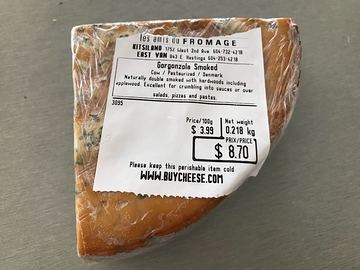 les amis du FROMAGE
KITSILANO 1752 West 2nd Ave 604-732-4218
EAST VAN 843 E. Hastings 604-253-4218
Gorgonzola Smoked
Cow / Pasteurized / Denmark
Naturally double smoked with hardwoods including
applewood. Excellent for crumbling into sauces or over
salads, pizzas and pastas.
3095
Price/100g Net weight
$ 3.99 0.218 kg
PRIX/PRICE
$ 8.70
Please keep this perishable item cold
WWW.BUYCHEESE.COM